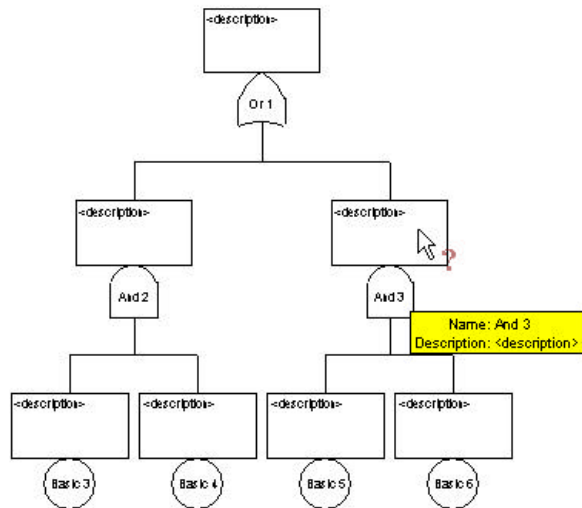 <description>
Or 1
<description>
<description>
?
And 2
And 3
Name: And 3
Description: <description>
<description>
<description>
<description>
<description>
Basic 3
Basic 4
Basic 5
Basic 6